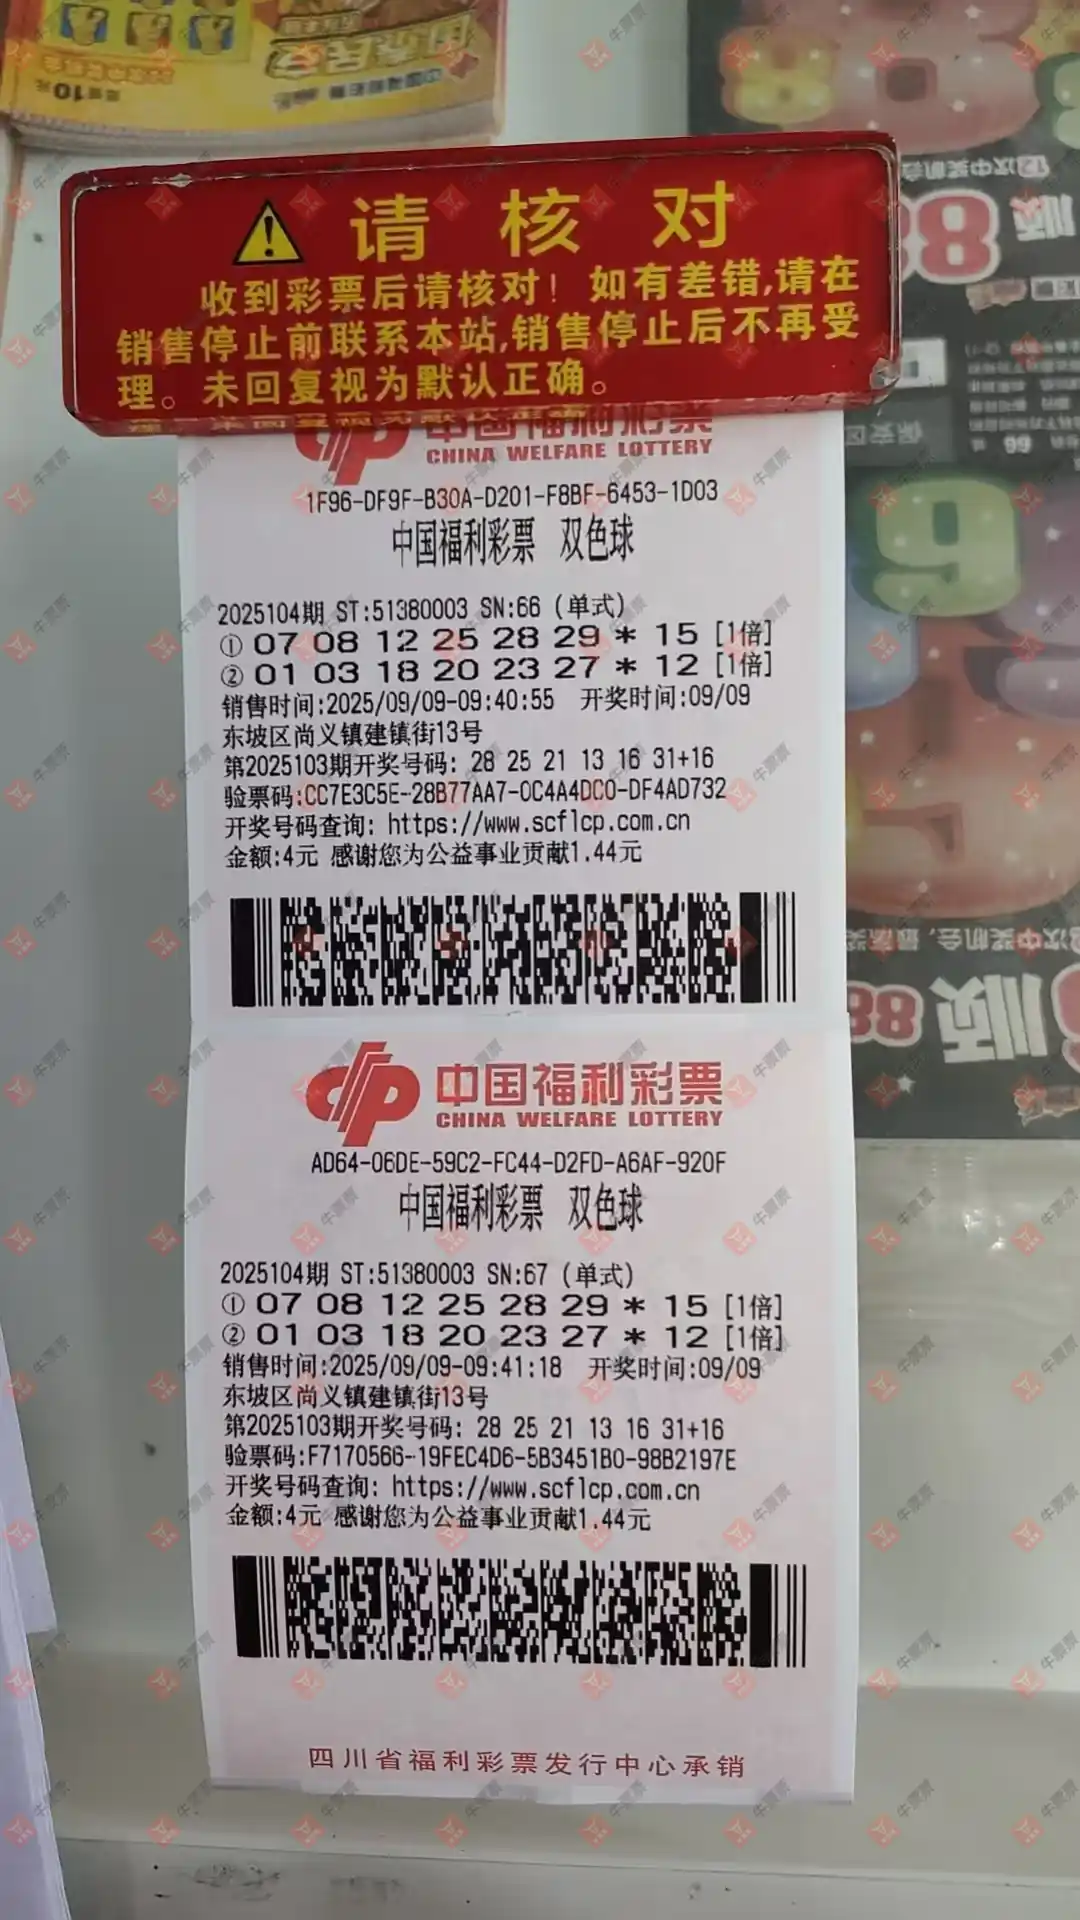 ⚠ 请核对
收到彩票后请核对！如有差错,请在
销售停止前联系本站,销售停止后不再受
理。未回复视为默认正确。
中国福利彩票
CHINA WELFARE LOTTERY
1F96-DF9F-B30A-D201-F8BF-6453-1D03
中国福利彩票 双色球
2025104期 ST:51380003 SN:66 (单式)
① 07 08 12 25 28 29 * 15 [1倍]
② 01 03 18 20 23 27 * 12 [1倍]
销售时间:2025/09/09-09:40:55 开奖时间:09/09
东坡区尚义镇建镇街13号
第2025103期开奖号码: 28 25 21 13 16 31+16
验票码:CC7E3C5E-28B77AA7-0C4A4DC0-DF4AD732
开奖号码查询: https://www.scflcp.com.cn
金额:4元 感谢您为公益事业贡献1.44元
中国福利彩票
CHINA WELFARE LOTTERY
AD64-06DE-59C2-FC44-D2FD-A6AF-920F
中国福利彩票 双色球
2025104期 ST:51380003 SN:67 (单式)
① 07 08 12 25 28 29 * 15 [1倍]
② 01 03 18 20 23 27 * 12 [1倍]
销售时间:2025/09/09-09:41:18 开奖时间:09/09
东坡区尚义镇建镇街13号
第2025103期开奖号码: 28 25 21 13 16 31+16
验票码:F7170566-19FEC4D6-5B3451B0-98B2197E
开奖号码查询: https://www.scflcp.com.cn
金额:4元 感谢您为公益事业贡献1.44元
四川省福利彩票发行中心承销
88
顺
保安区
6
88
顺
牛票票